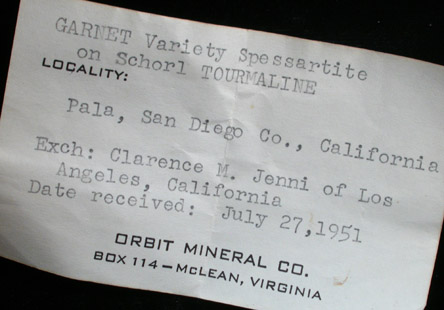 GARNET Variety Spessartite
on Schorl TOURMALINE
LOCALITY:
Pala, San Diego Co., California
Exch: Clarence M. Jenni of Los
Angeles, California
Date received: July 27,1951
ORBIT MINERAL CO.
BOX 114—McLEAN, VIRGINIA